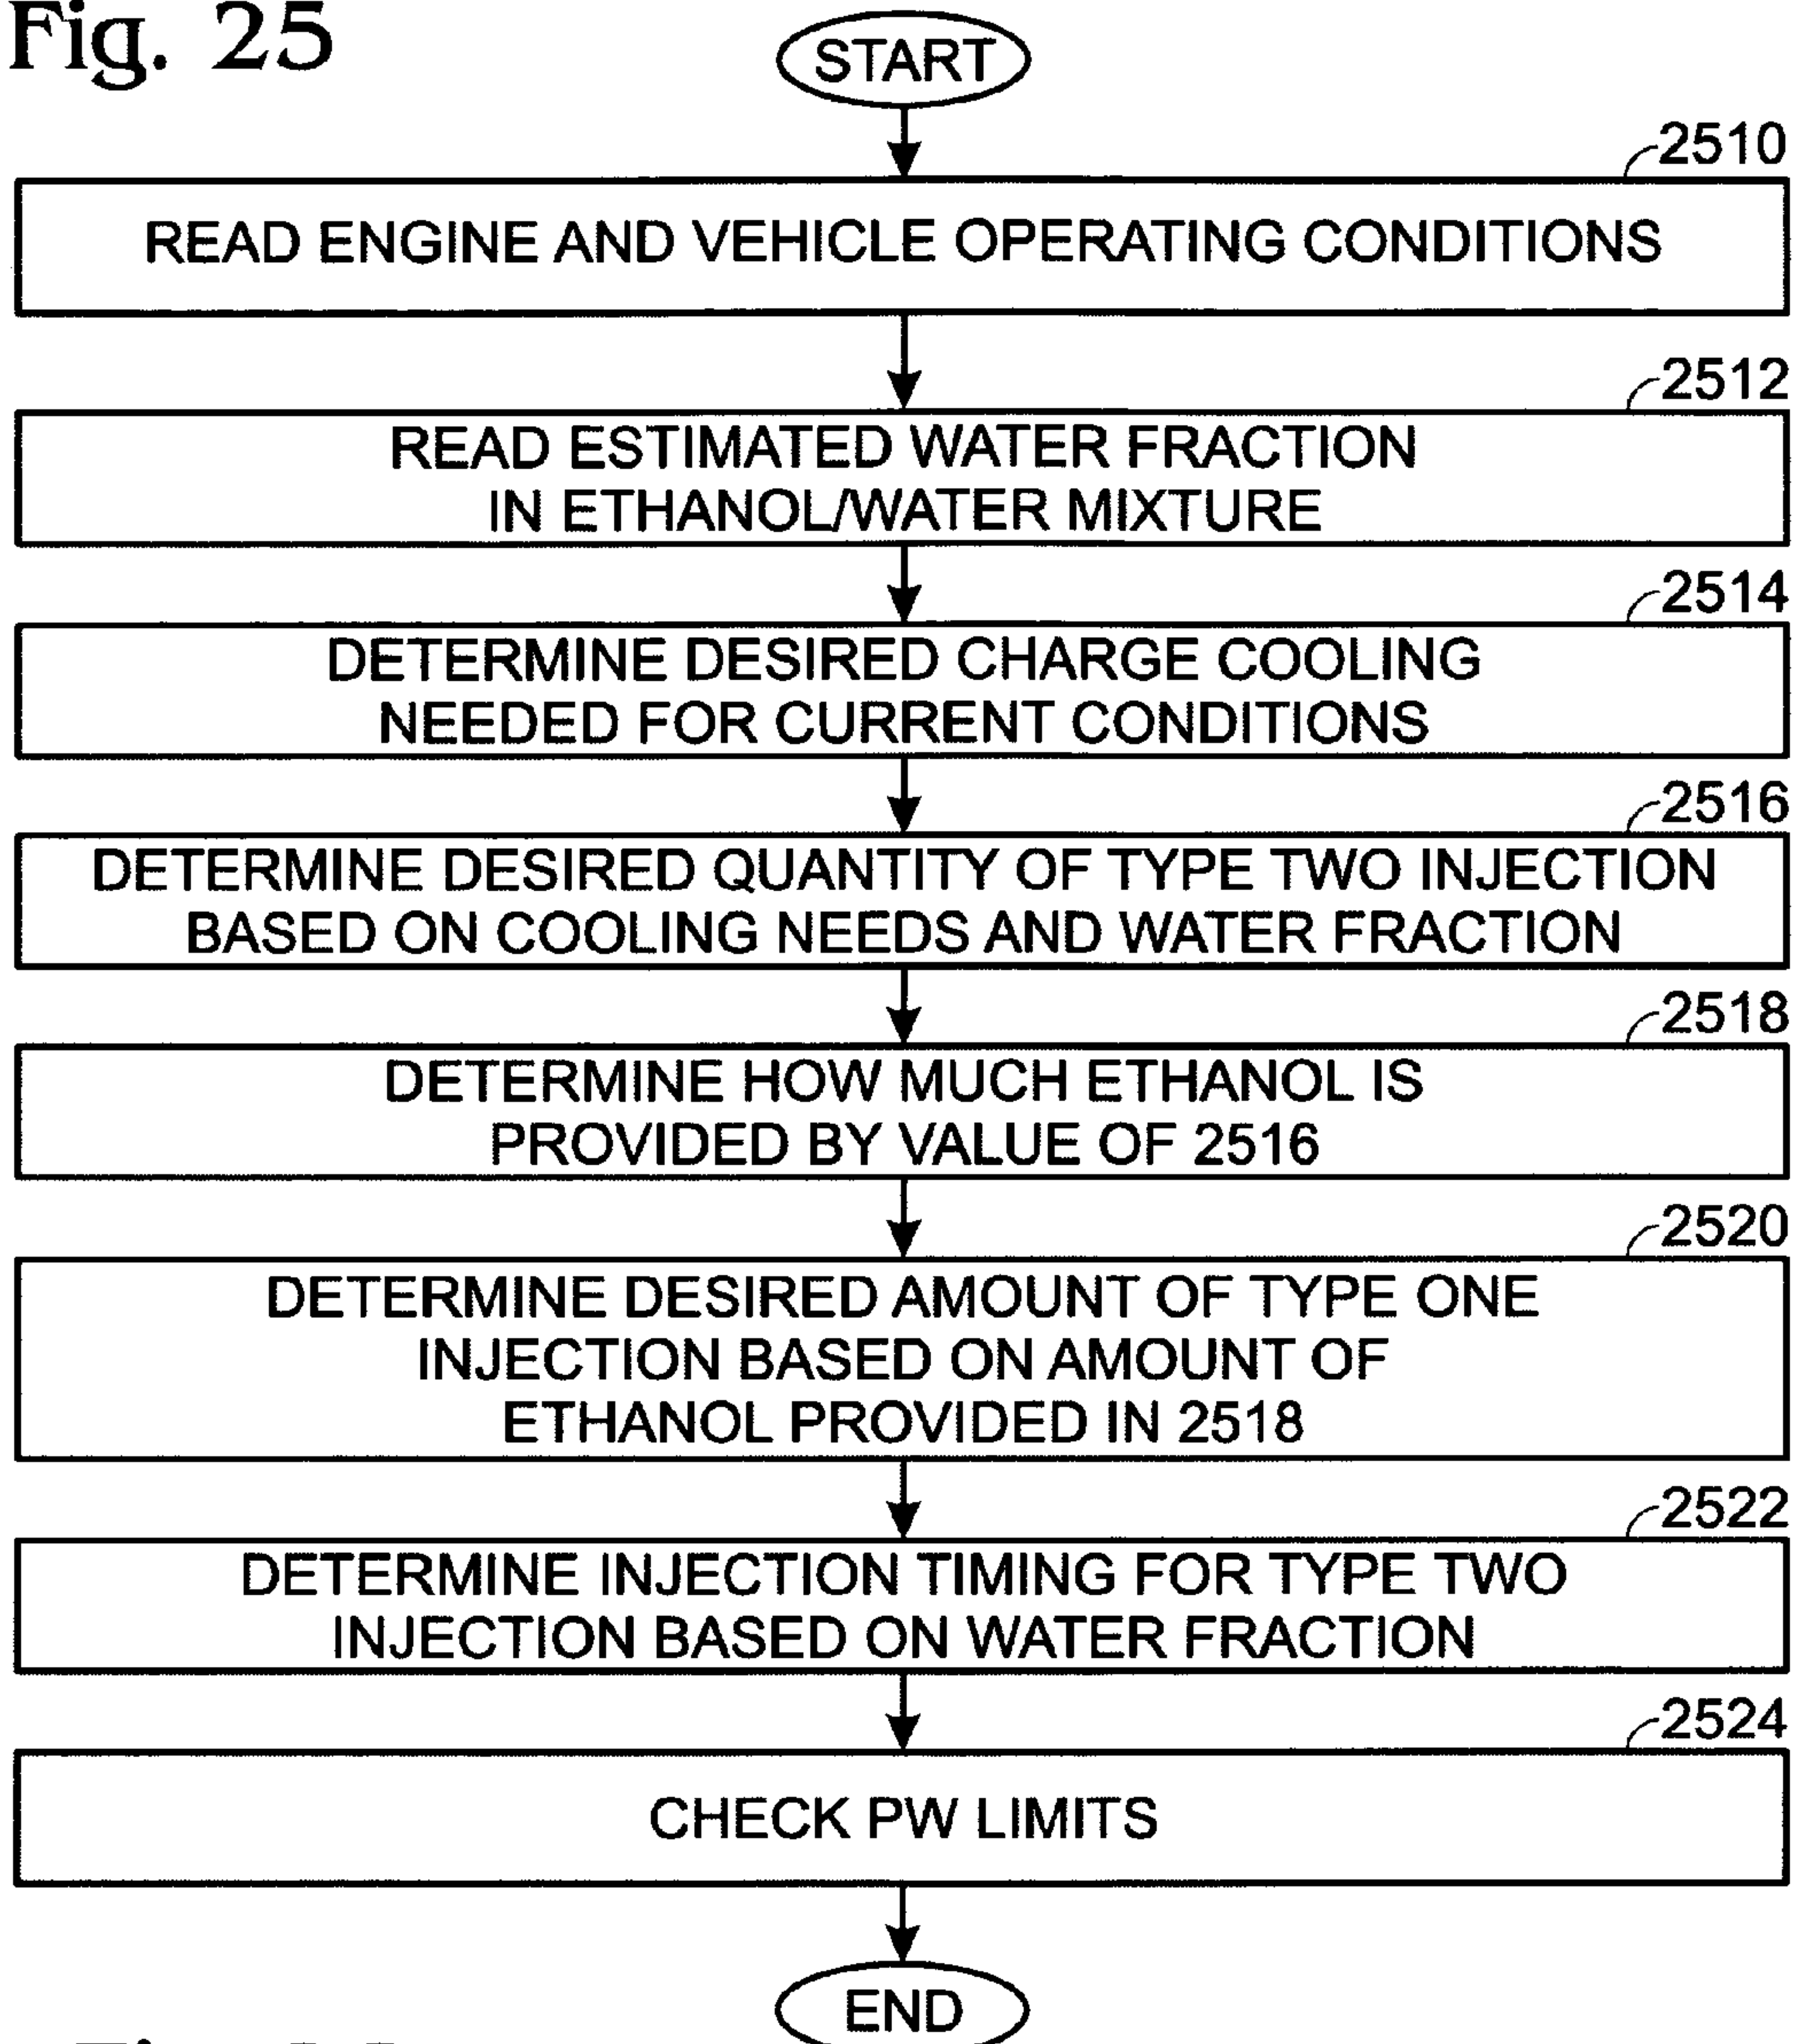 Fig. 25
START
2510
READ ENGINE AND VEHICLE OPERATING CONDITIONS
2512
READ ESTIMATED WATER FRACTION
IN ETHANOL/WATER MIXTURE
2514
DETERMINE DESIRED CHARGE COOLING
NEEDED FOR CURRENT CONDITIONS
2516
DETERMINE DESIRED QUANTITY OF TYPE TWO INJECTION
BASED ON COOLING NEEDS AND WATER FRACTION
2518
DETERMINE HOW MUCH ETHANOL IS
PROVIDED BY VALUE OF 2516
2520
DETERMINE DESIRED AMOUNT OF TYPE ONE
INJECTION BASED ON AMOUNT OF
ETHANOL PROVIDED IN 2518
2522
DETERMINE INJECTION TIMING FOR TYPE TWO
INJECTION BASED ON WATER FRACTION
2524
CHECK PW LIMITS
END